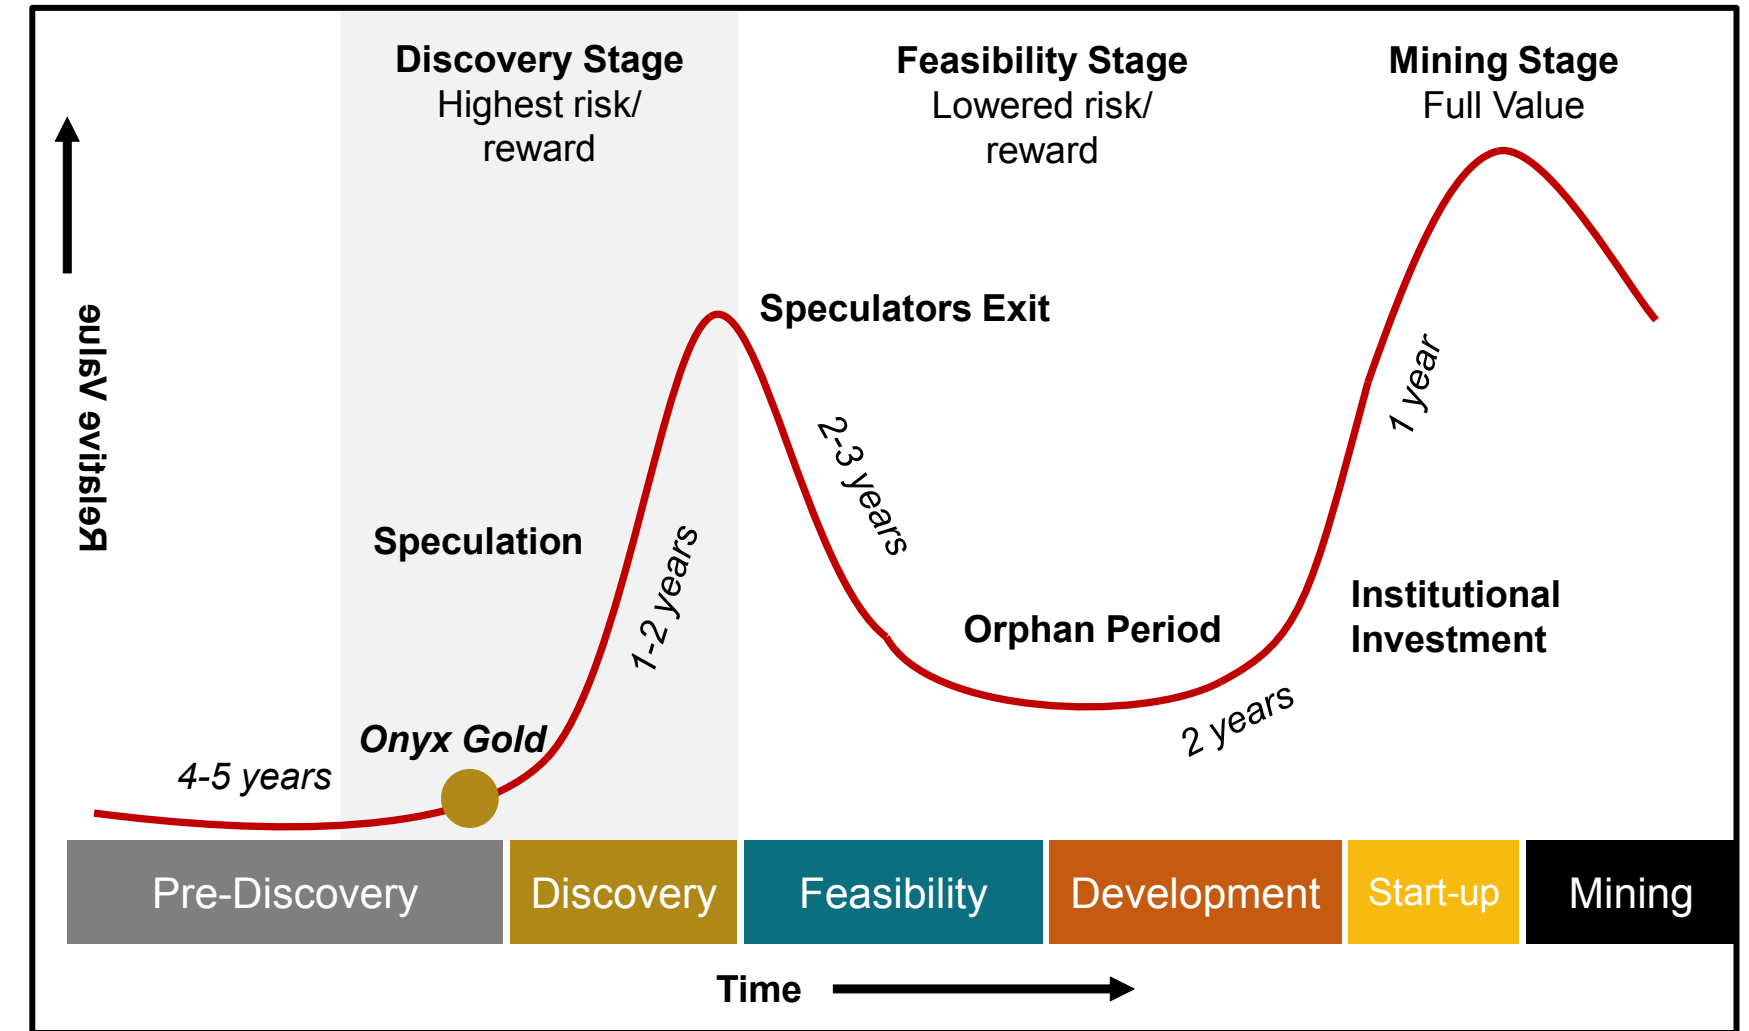 Discovery Stage
Highest risk/
reward
Feasibility Stage
Lowered risk/
reward
Mining Stage
Full Value
Relative Value
Speculators Exit
1 year
2-3 years
Speculation
1-2 years
Orphan Period
Institutional
Investment
2 years
Onyx Gold
4-5 years
Pre-Discovery
Discovery
Feasibility
Development
Start-up
Mining
Time